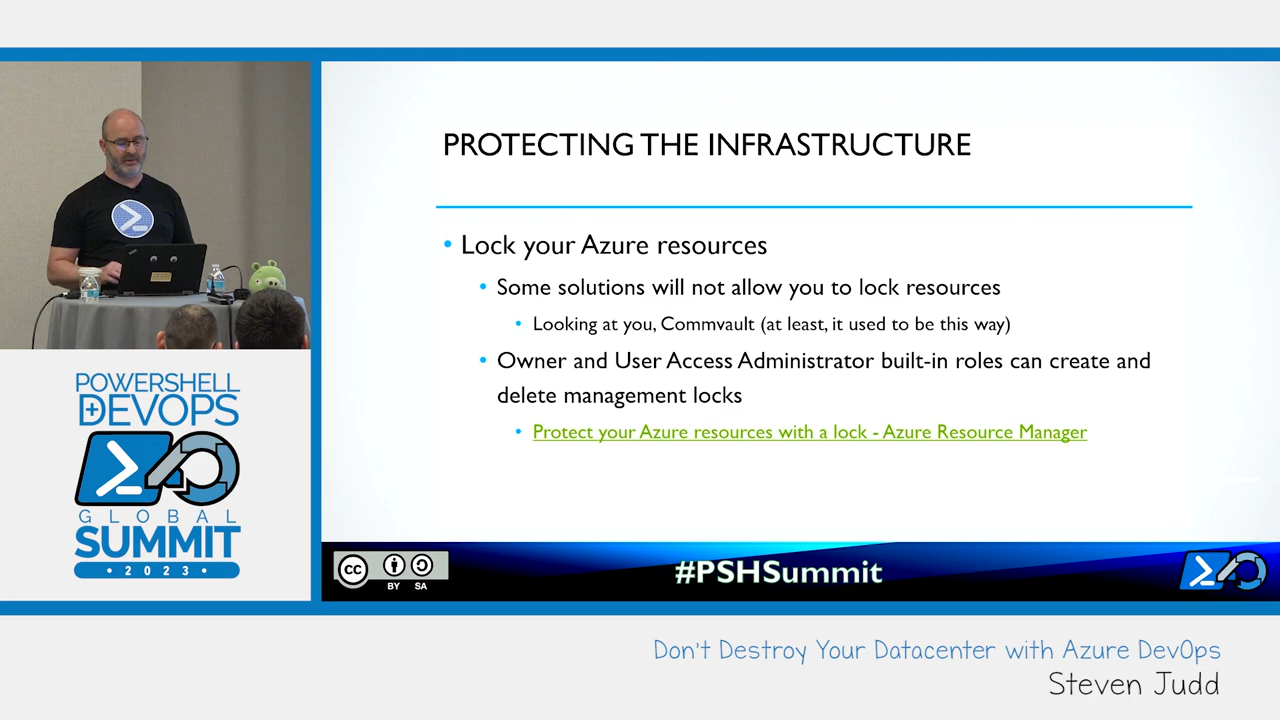 PROTECTING THE INFRASTRUCTURE
• Lock your Azure resources
• Some solutions will not allow you to lock resources
• Looking at you, Commvault (at least, it used to be this way)
• Owner and User Access Administrator built-in roles can create and
delete management locks
• Protect your Azure resources with a lock - Azure Resource Manager
POWERSHELL
+DEVOPS
GLOBAL
SUMMIT
• 2023 •
cc
BY SA
#PSHSummit
Don't Destroy Your Datacenter with Azure DevOps
Steven Judd